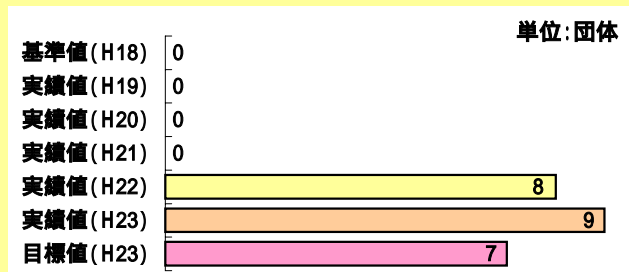 単位:団体
基準値(H18) 0
実績値(H19) 0
実績値(H20) 0
実績値(H21) 0
実績値(H22) 8
実績値(H23) 9
目標値(H23) 7